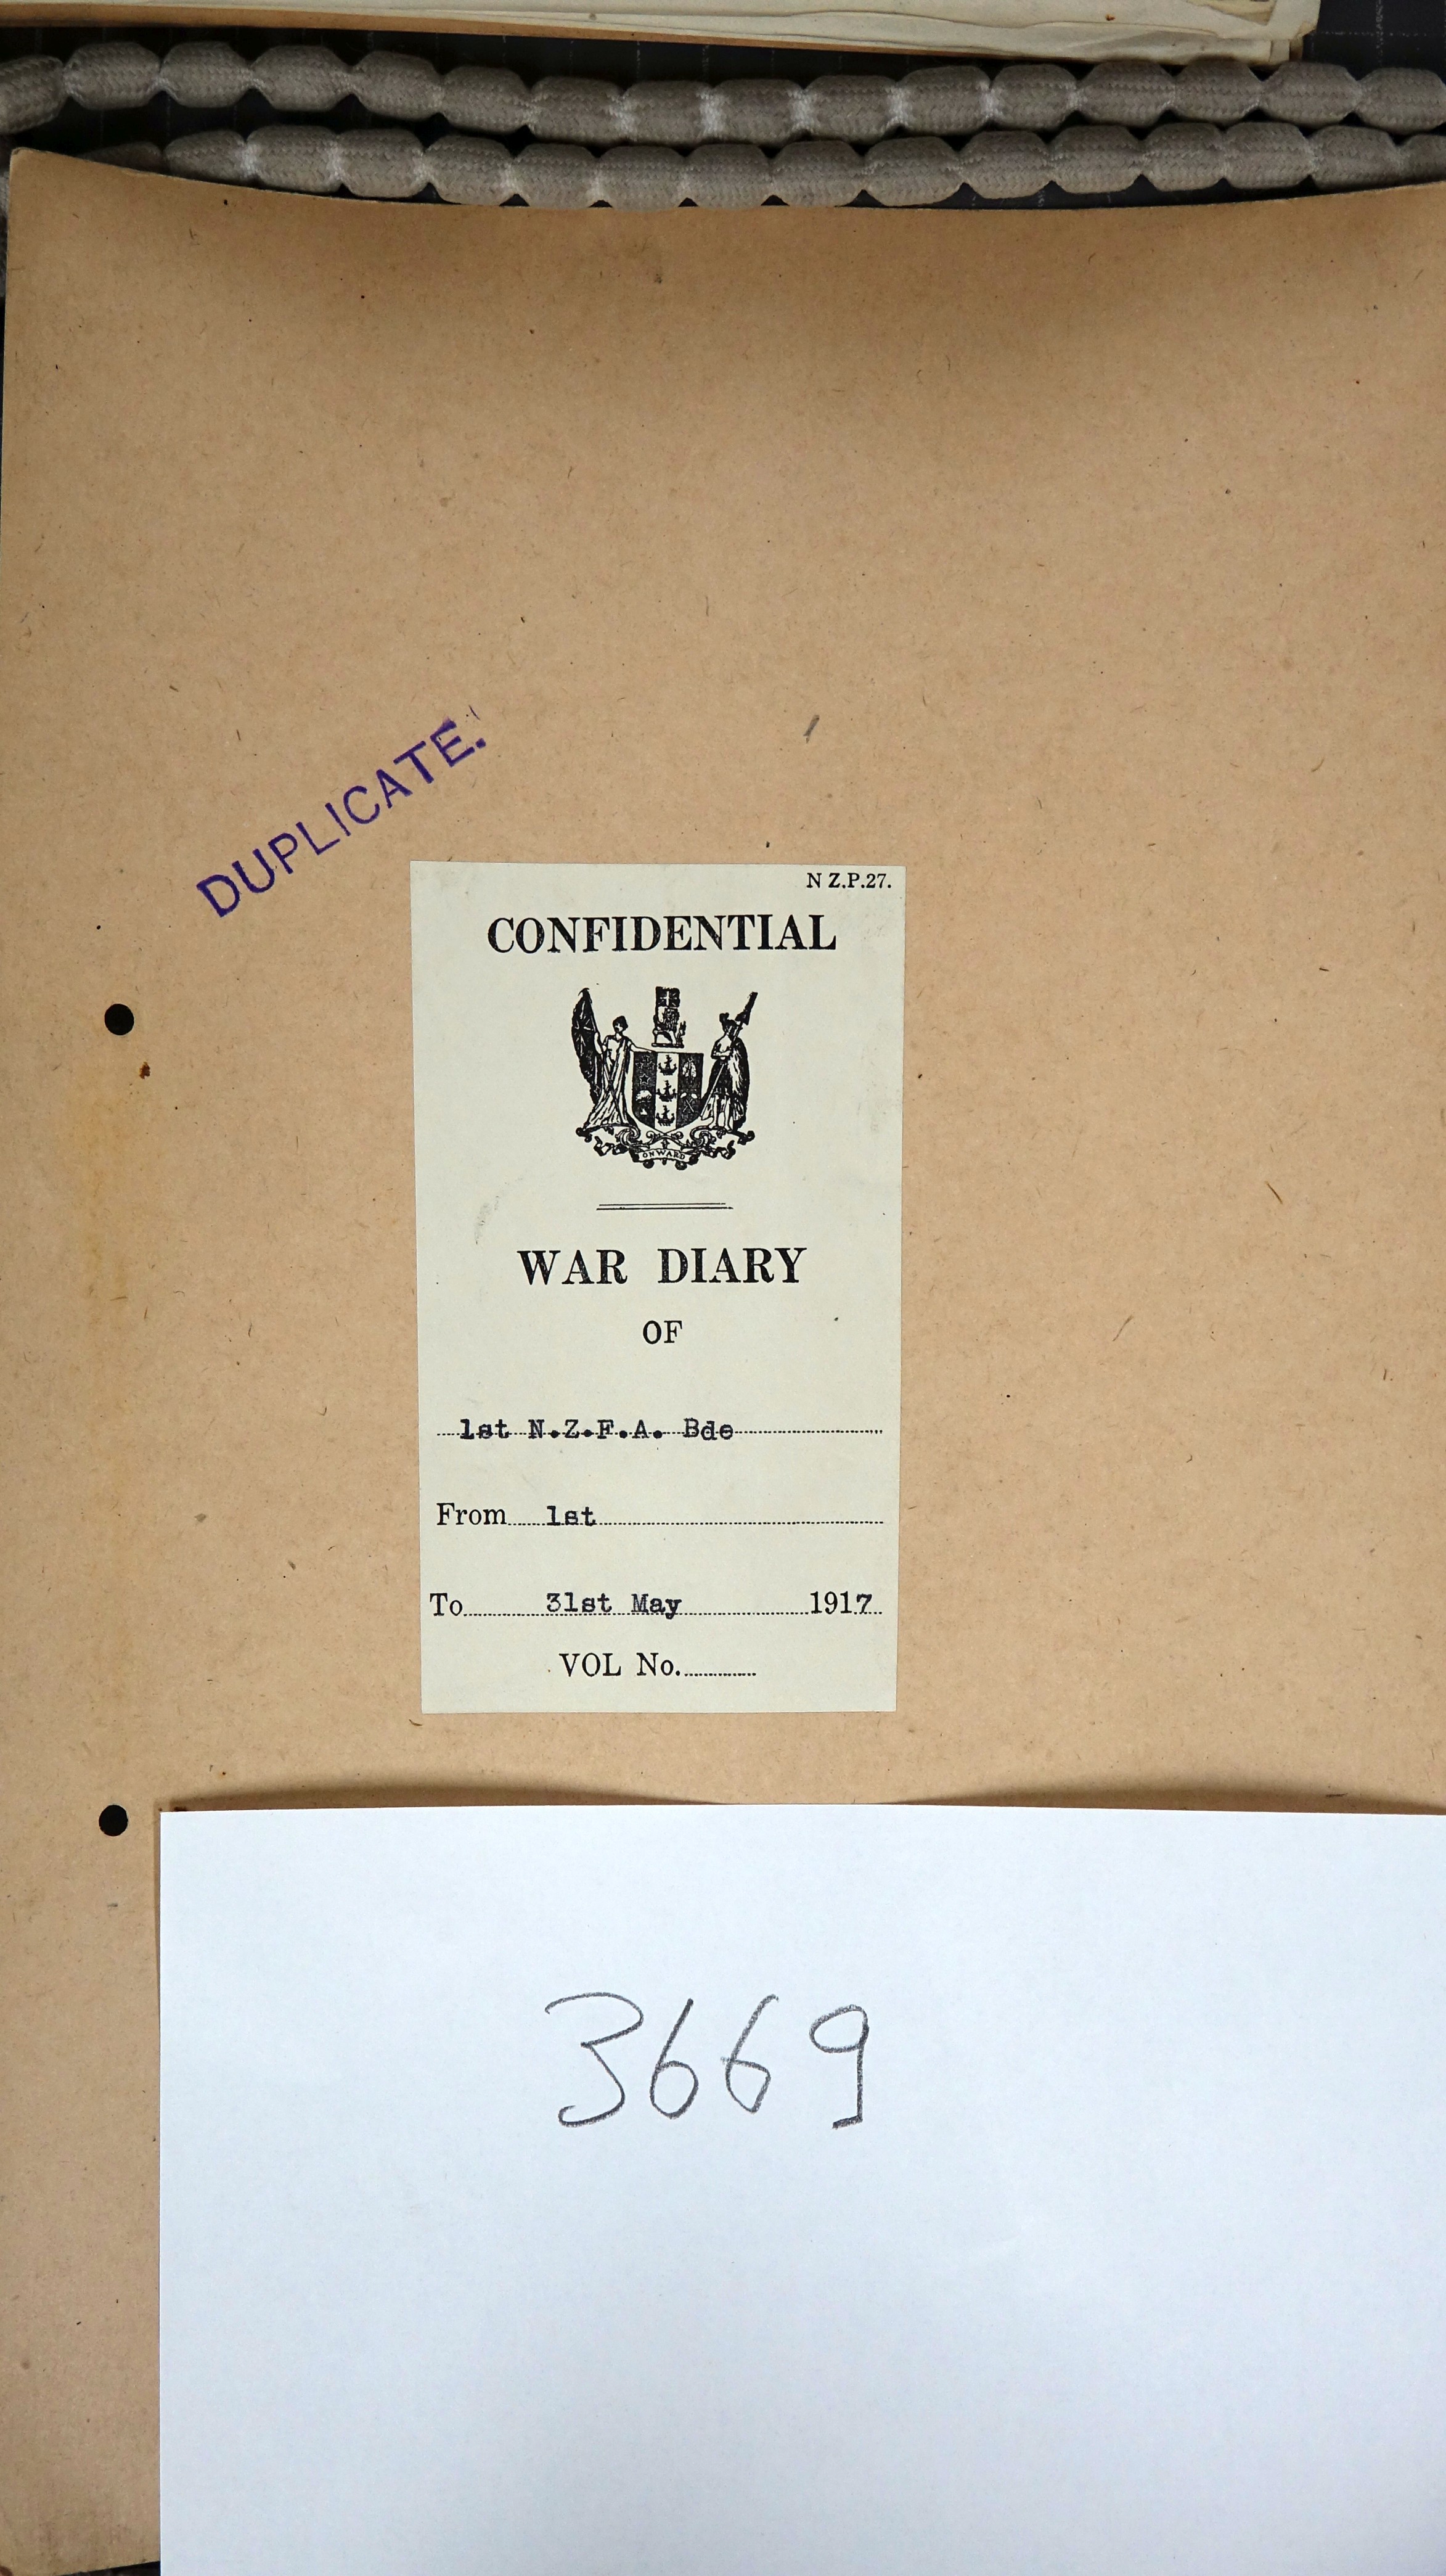 DUPLICATE.
N Z.P.27.
CONFIDENTIAL
ONWARD
WAR DIARY
OF
1st N.Z.F.A. Bde
From 1st
To 31st May 1917
VOL No.
3669